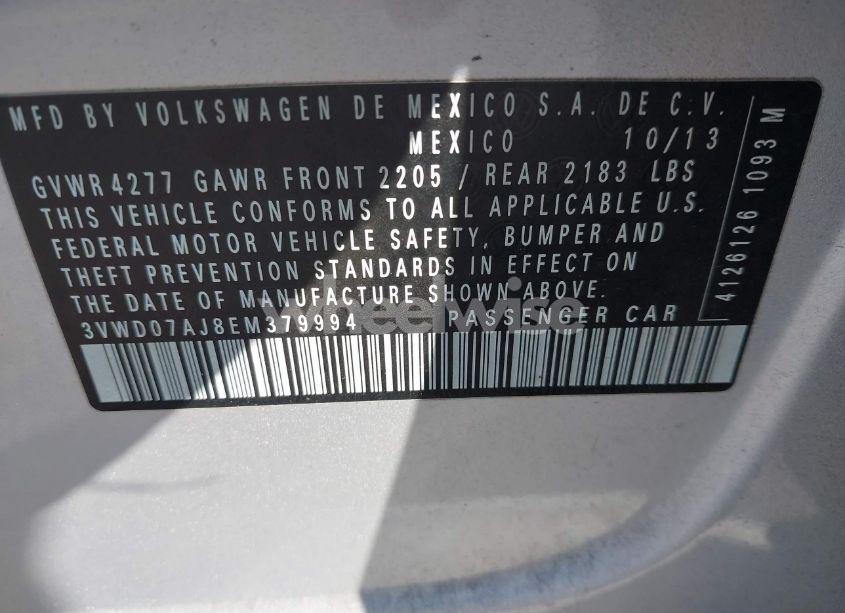 MFD BY VOLKSWAGEN DE MEXICO S.A. DE C.V.
MEXICO 10/13
GVWR 4277 GAWR FRONT 2205 / REAR 2183 LBS
THIS VEHICLE CONFORMS TO ALL APPLICABLE U.S.
FEDERAL MOTOR VEHICLE SAFETY, BUMPER AND
THEFT PREVENTION STANDARDS IN EFFECT ON
THE DATE OF MANUFACTURE SHOWN ABOVE.
3VWD07AJ8EM379994 PASSENGER CAR
4126126 1093 M
wheelwise